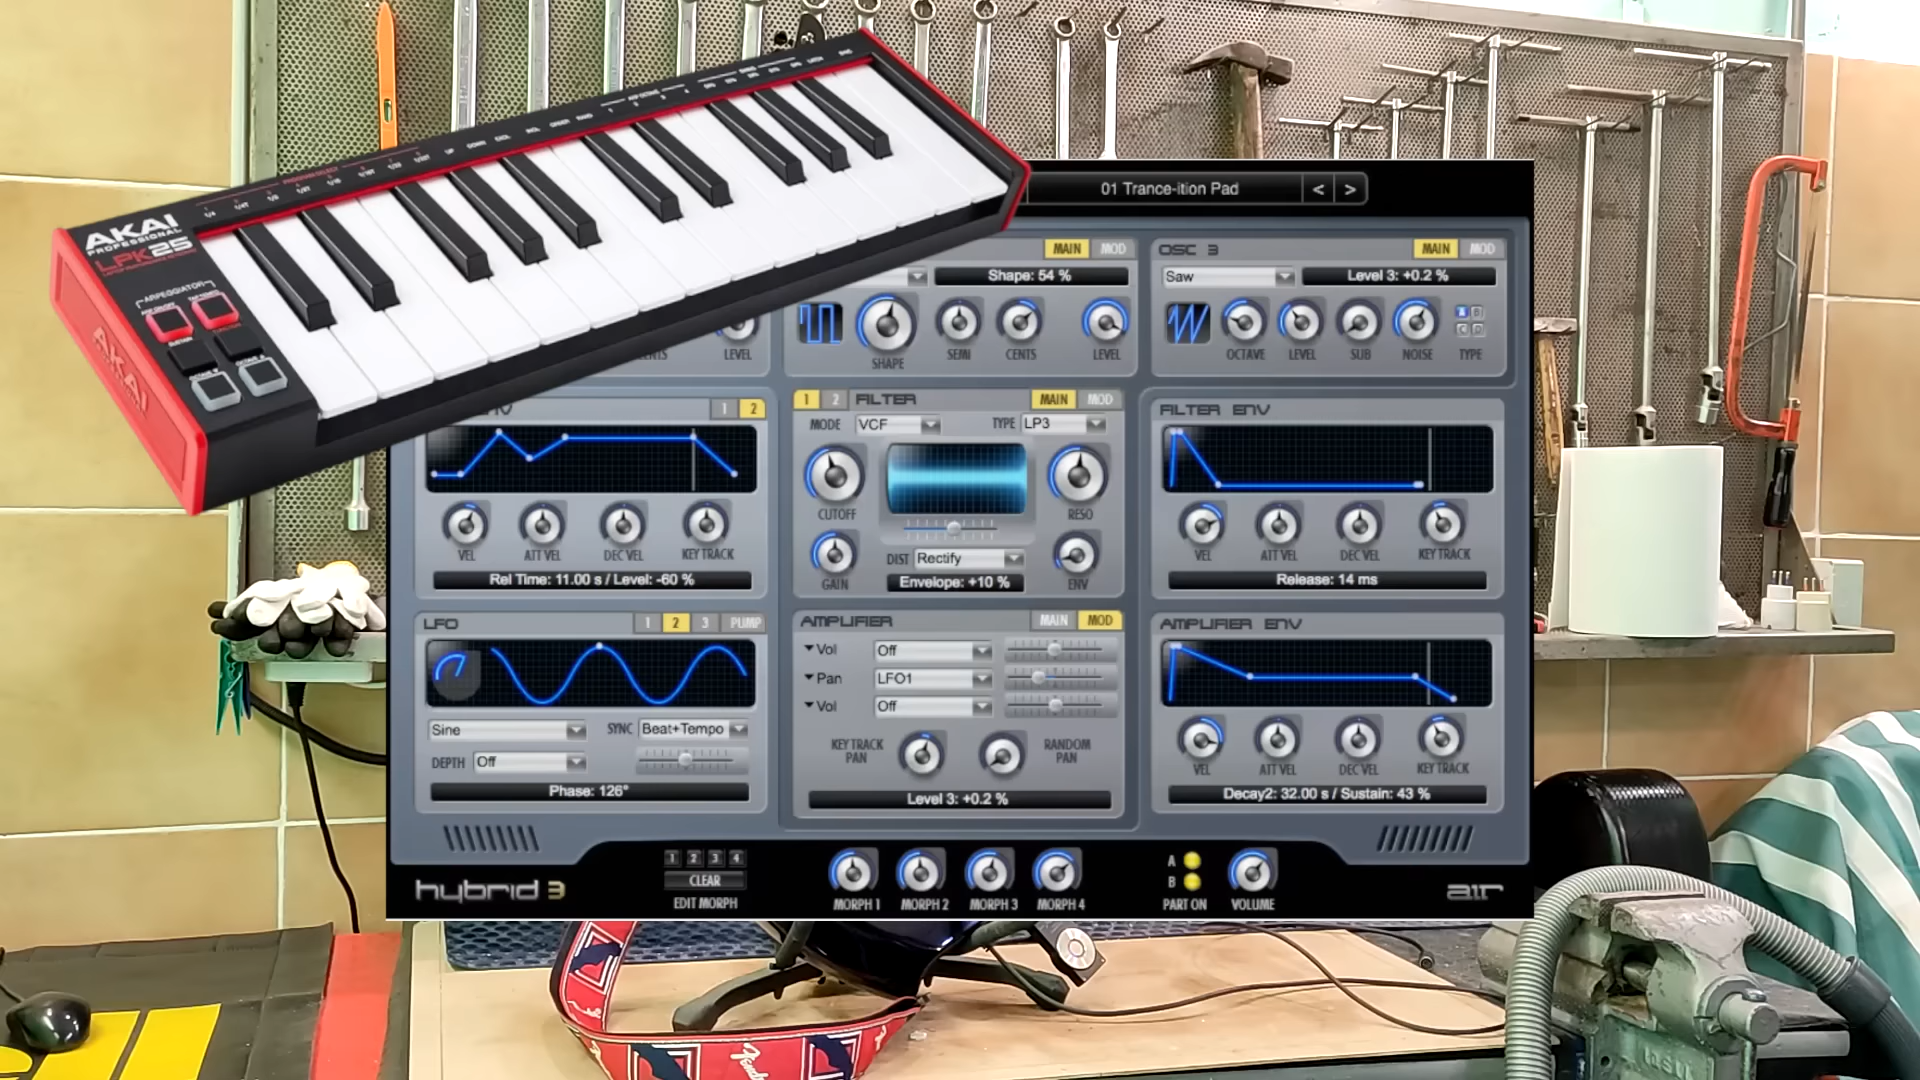 AKAI
PROFESSIONAL
LPK25
ARPEGGIATOR
AKAI
01 Trance-ition Pad
< >
MAIN MOD
Shape: 54 %
SHAPE
SEMI
CENTS
LEVEL
LEVEL
OSC 3
MAIN MOD
Saw
Level 3: +0.2 %
OCTAVE
LEVEL
SUB
NOISE
TYPE
A B
C D
1 2
VEL
ATT VEL
DEC VEL
KEY TRACK
Rel Time: 11.00 s / Level: -60 %
1 2 FILTER
MAIN MOD
MODE VCF
TYPE LP3
CUTOFF
RESO
GAIN
DIST Rectify
ENV
Envelope: +10 %
FILTER ENV
VEL
ATT VEL
DEC VEL
KEY TRACK
Release: 14 ms
LFO
1 2 3 PUMP
Sine
SYNC Beat+Tempo
DEPTH Off
Phase: 126°
AMPLIFIER
MAIN MOD
Vol Off
Pan LFO1
Vol Off
KEY TRACK
PAN
RANDOM
PAN
Level 3: +0.2 %
AMPLIFIER ENV
VEL
ATT VEL
DEC VEL
KEY TRACK
Decay2: 32.00 s / Sustain: 43 %
hybrid 3
1 2 3 4
CLEAR
EDIT MORPH
MORPH 1
MORPH 2
MORPH 3
MORPH 4
A
B
PART ON
VOLUME
air
Fender